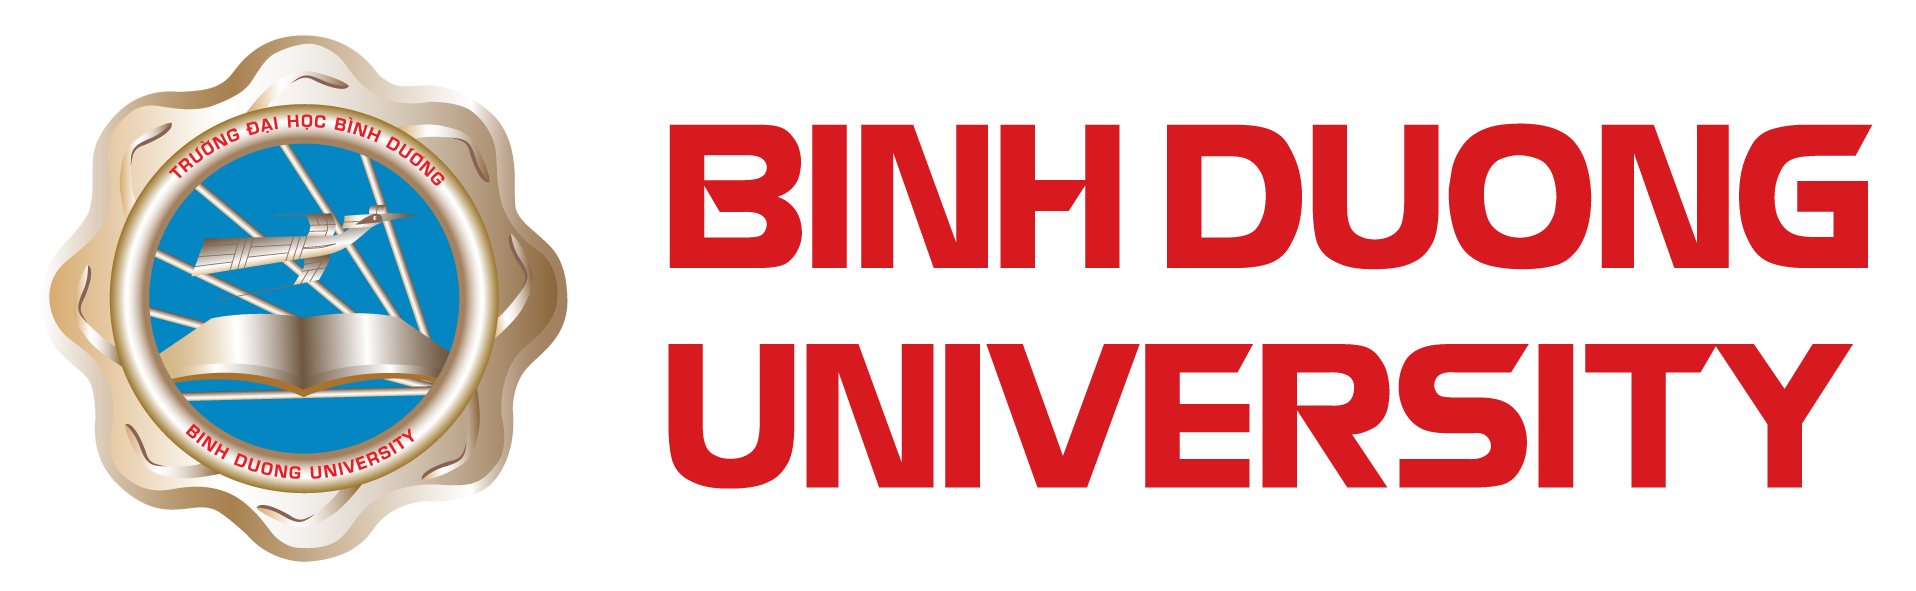 TRƯỜNG ĐẠI HỌC BÌNH DƯƠNG
BINH DUONG UNIVERSITY
BINH DUONG
UNIVERSITY